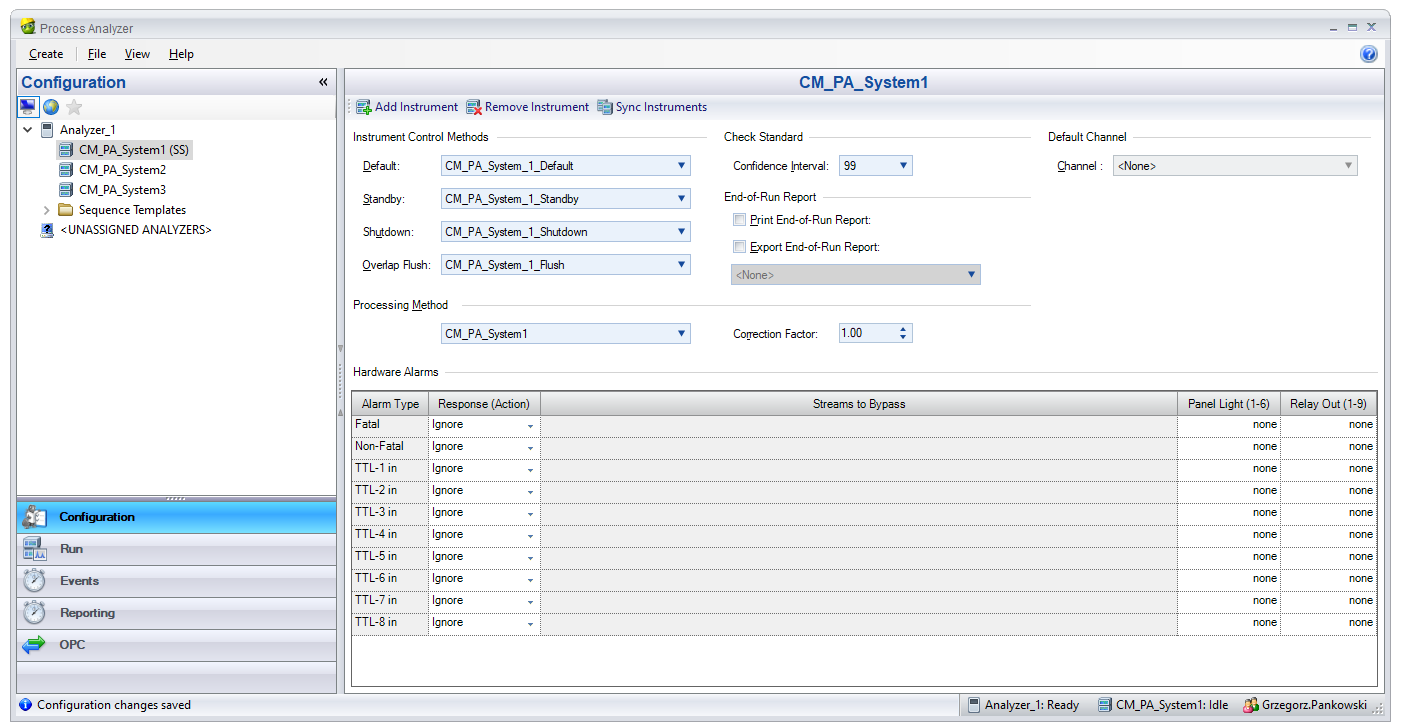 Process Analyzer
Create File View Help
Configuration «
CM_PA_System1
Add Instrument Remove Instrument Sync Instruments
Analyzer_1
CM_PA_System1 (SS)
CM_PA_System2
CM_PA_System3
Sequence Templates
<UNASSIGNED ANALYZERS>
Configuration
Run
Events
Reporting
OPC
Instrument Control Methods
Default: CM_PA_System_1_Default
Standby: CM_PA_System_1_Standby
Shutdown: CM_PA_System_1_Shutdown
Overlap Flush: CM_PA_System_1_Flush
Check Standard
Confidence Interval: 99
End-of-Run Report
Print End-of-Run Report:
Export End-of-Run Report:
<None>
Default Channel
Channel : <None>
Processing Method
CM_PA_System1
Correction Factor: 1.00
Hardware Alarms
Alarm Type Response (Action) Streams to Bypass Panel Light (1-6) Relay Out (1-9)
Fatal Ignore none none
Non-Fatal Ignore none none
TTL-1 in Ignore none none
TTL-2 in Ignore none none
TTL-3 in Ignore none none
TTL-4 in Ignore none none
TTL-5 in Ignore none none
TTL-6 in Ignore none none
TTL-7 in Ignore none none
TTL-8 in Ignore none none
Configuration changes saved
Analyzer_1: Ready CM_PA_System1: Idle Grzegorz.Pankowski